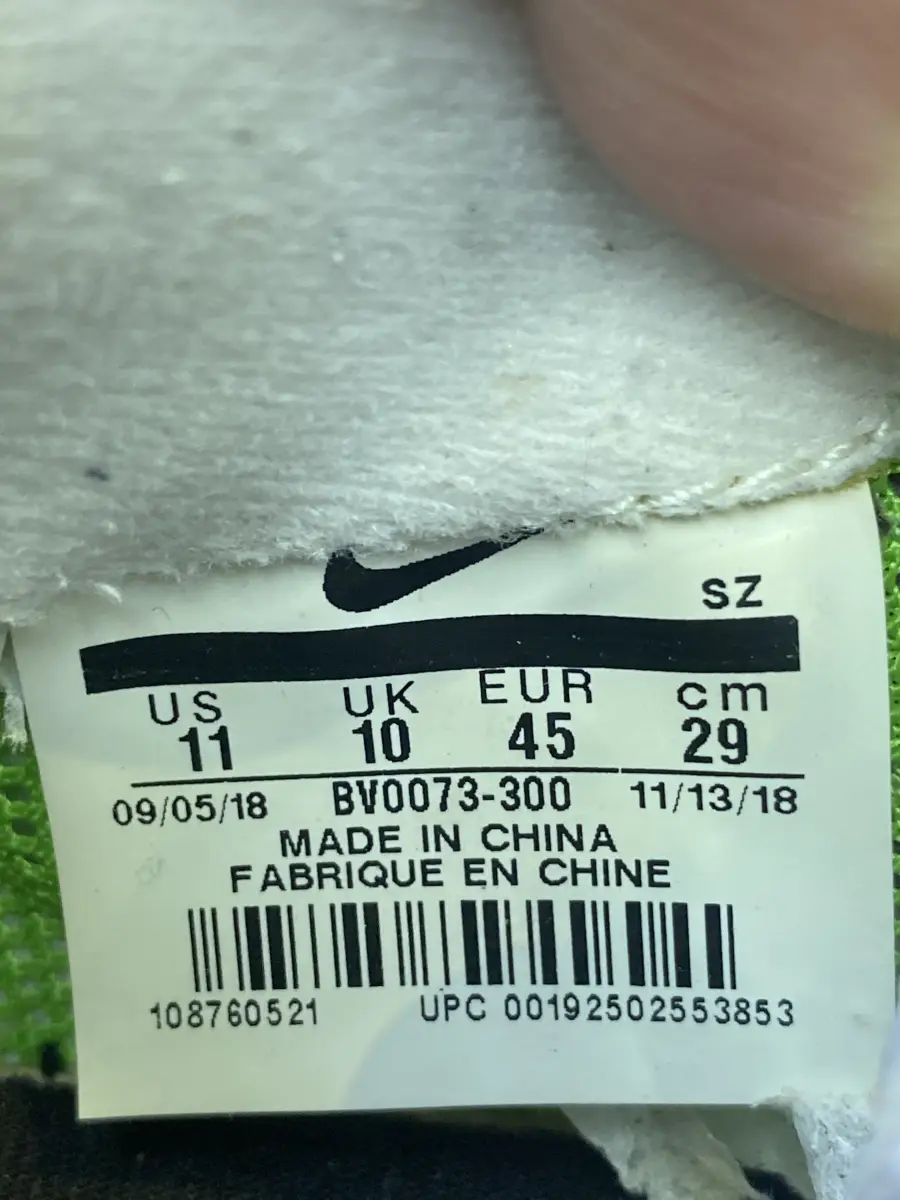 SZ
US UK EUR cm
11 10 45 29
09/05/18 BV0073-300 11/13/18
MADE IN CHINA
FABRIQUE EN CHINE
108760521 UPC 00192502553853